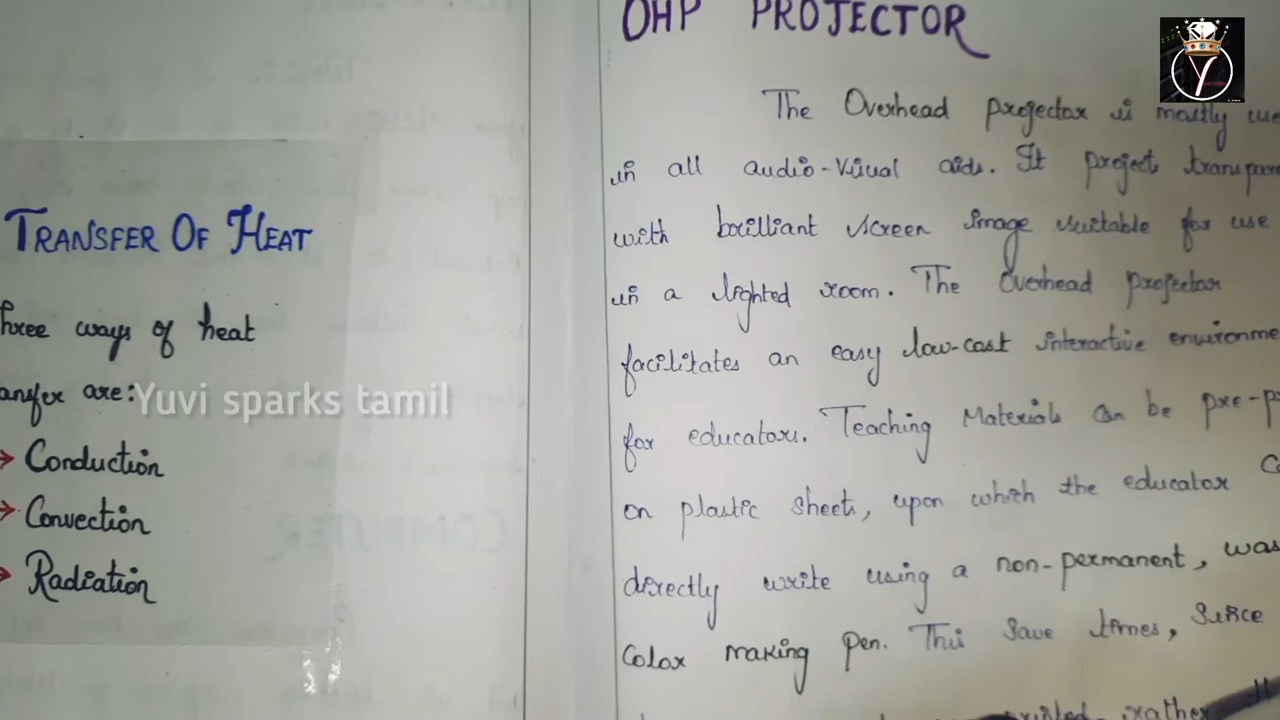 TRANSFER OF HEAT
three ways of heat
are:
→ Conduction
→ Convection
→ Radiation
Yuvi sparks tamil
OHP PROJECTOR
The Overhead projector is mostly
in all audio-visual aids. It project
with brilliant screen image suitable for use
in a lighted room. The Overhead projector
facilitates an easy low-cost interactive
for educators. Teaching Materials can be
on plastic sheet, upon which the educator
directly write using a non-permanent,
Color making pen. This save times, since
rather
Y